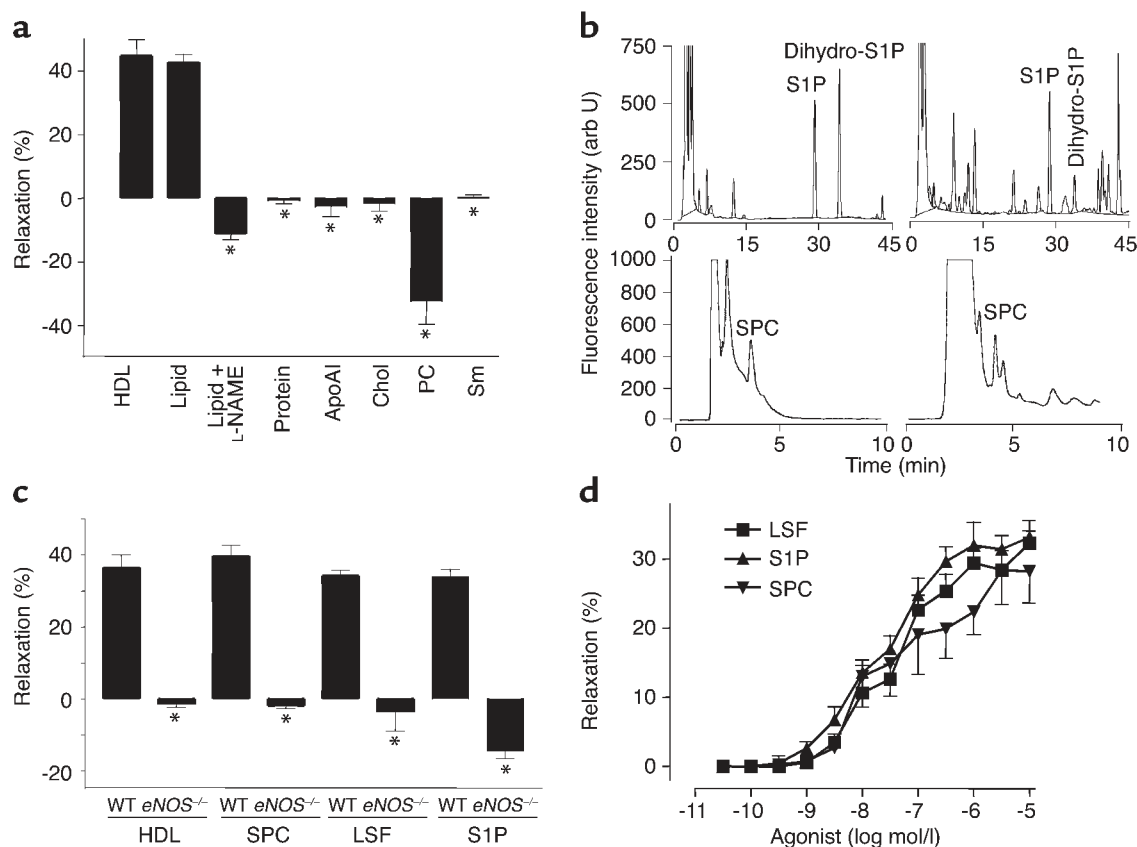 a
Relaxation (%)
40
20
0
-20
-40
*
*
*
*
*
*
HDL
Lipid
Lipid +
L-NAME
Protein
ApoAI
Chol
PC
Sm
b
Fluorescence intensity (arb U)
750
500
250
0
Dihydro-S1P
S1P
0 15 30 45
S1P
Dihydro-S1P
0 15 30 45
1000
800
600
400
200
0
SPC
0 5 10
SPC
0 5 10
Time (min)
c
Relaxation (%)
40
20
0
-20
*
*
*
*
WT eNOS-/- WT eNOS-/- WT eNOS-/- WT eNOS-/-
HDL SPC LSF S1P
d
Relaxation (%)
30
20
10
0
LSF
S1P
SPC
-11 -10 -9 -8 -7 -6 -5
Agonist (log mol/l)